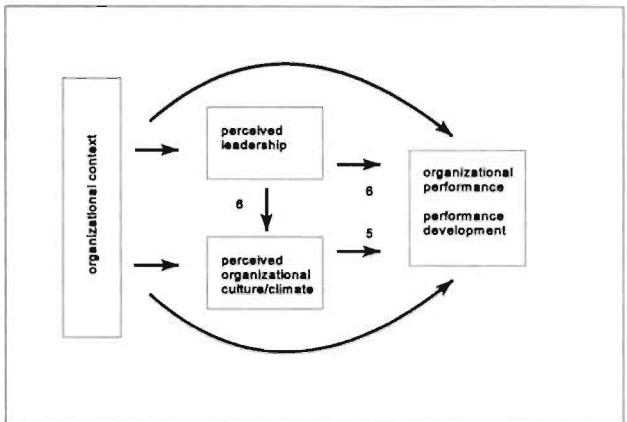 organizational context
perceived
leadership
6
6
5
perceived
organizational
culture/climate
organizational
performance
performance
development